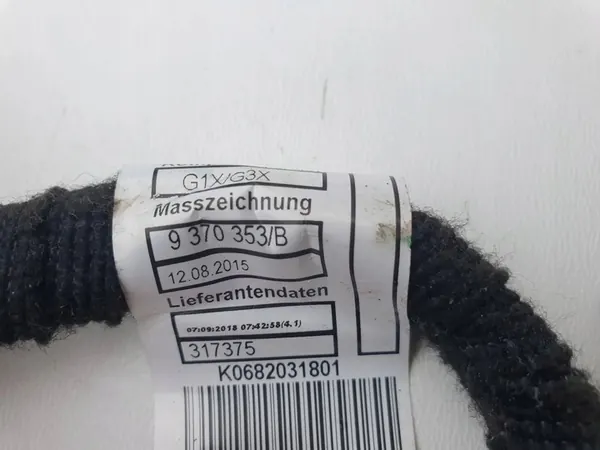 G1X/G3X
Masszeichnung
9 370 353/B
12.08.2015
Lieferantendaten
07:09:2018 07:42:58(4.1)
317375
K0682031801